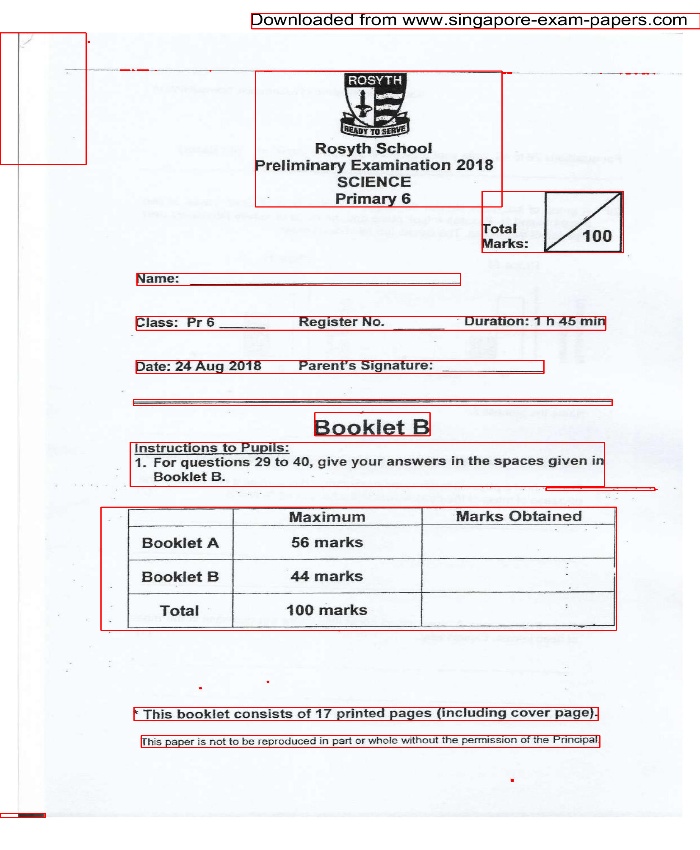 Downloaded from www.singapore-exam-papers.com
ROSYTH
READY TO SERVE
Rosyth School
Preliminary Examination 2018
SCIENCE
Primary 6
Total
Marks:
100
Name: ____________
Class: Pr 6 ______ Register No. _______ Duration: 1 h 45 min
Date: 24 Aug 2018 Parent's Signature: ____________
Booklet B
Instructions to Pupils:
1. For questions 29 to 40, give your answers in the spaces given in
Booklet B.
Maximum Marks Obtained
Booklet A 56 marks
Booklet B 44 marks
Total 100 marks
* This booklet consists of 17 printed pages (including cover page).
This paper is not to be reproduced in part or whole without the permission of the Principal.